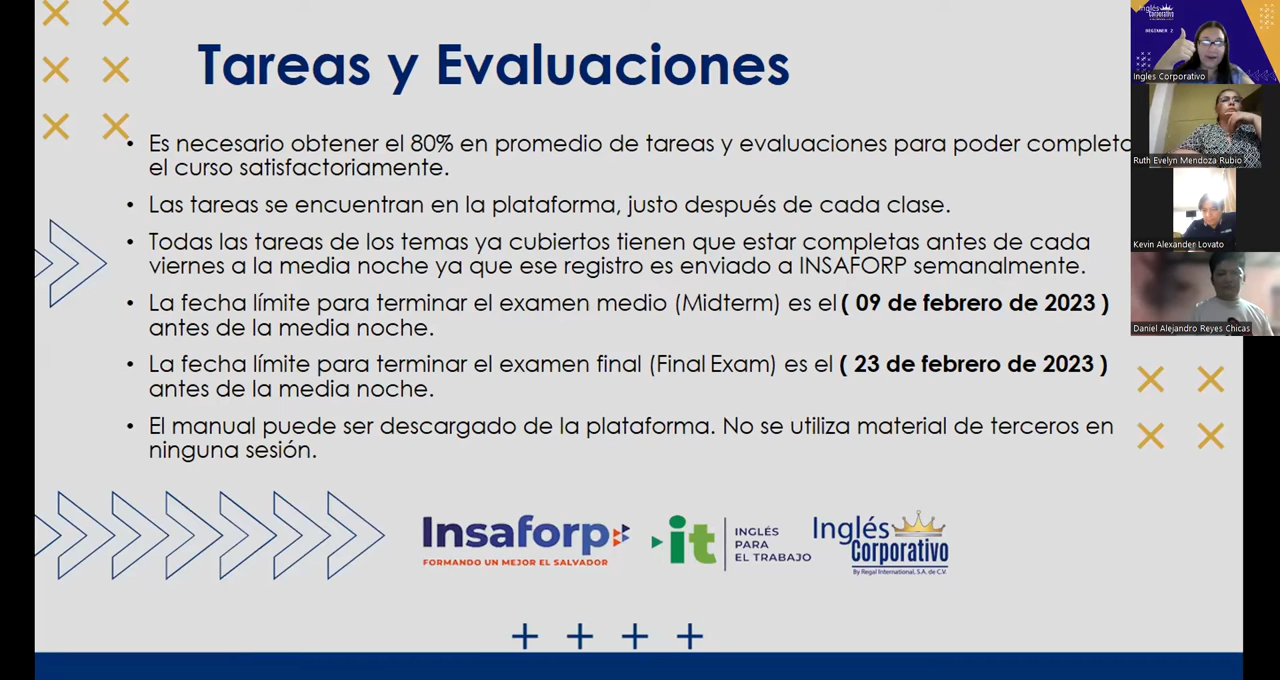 Tareas y Evaluaciones
• Es necesario obtener el 80% en promedio de tareas y evaluaciones para poder completa
el curso satisfactoriamente.
• Las tareas se encuentran en la plataforma, justo después de cada clase.
• Todas las tareas de los temas ya cubiertos tienen que estar completas antes de cada
viernes a la media noche ya que ese registro es enviado a INSAFORP semanalmente.
• La fecha límite para terminar el examen medio (Midterm) es el ( 09 de febrero de 2023 )
antes de la media noche.
• La fecha límite para terminar el examen final (Final Exam) es el ( 23 de febrero de 2023 )
antes de la media noche.
• El manual puede ser descargado de la plataforma. No se utiliza material de terceros en
ninguna sesión.
Insaforp
FORMANDO UN MEJOR EL SALVADOR
it
INGLÉS
PARA
EL TRABAJO
Inglés
Corporativo
By Regal International, S.A. de C.V.
Inglés
Corporativo
BEGINNER 2
Ingles Corporativo
Ruth Evelyn Mendoza Rubio
Kevin Alexander Lovato
Daniel Alejandro Reyes Chicas